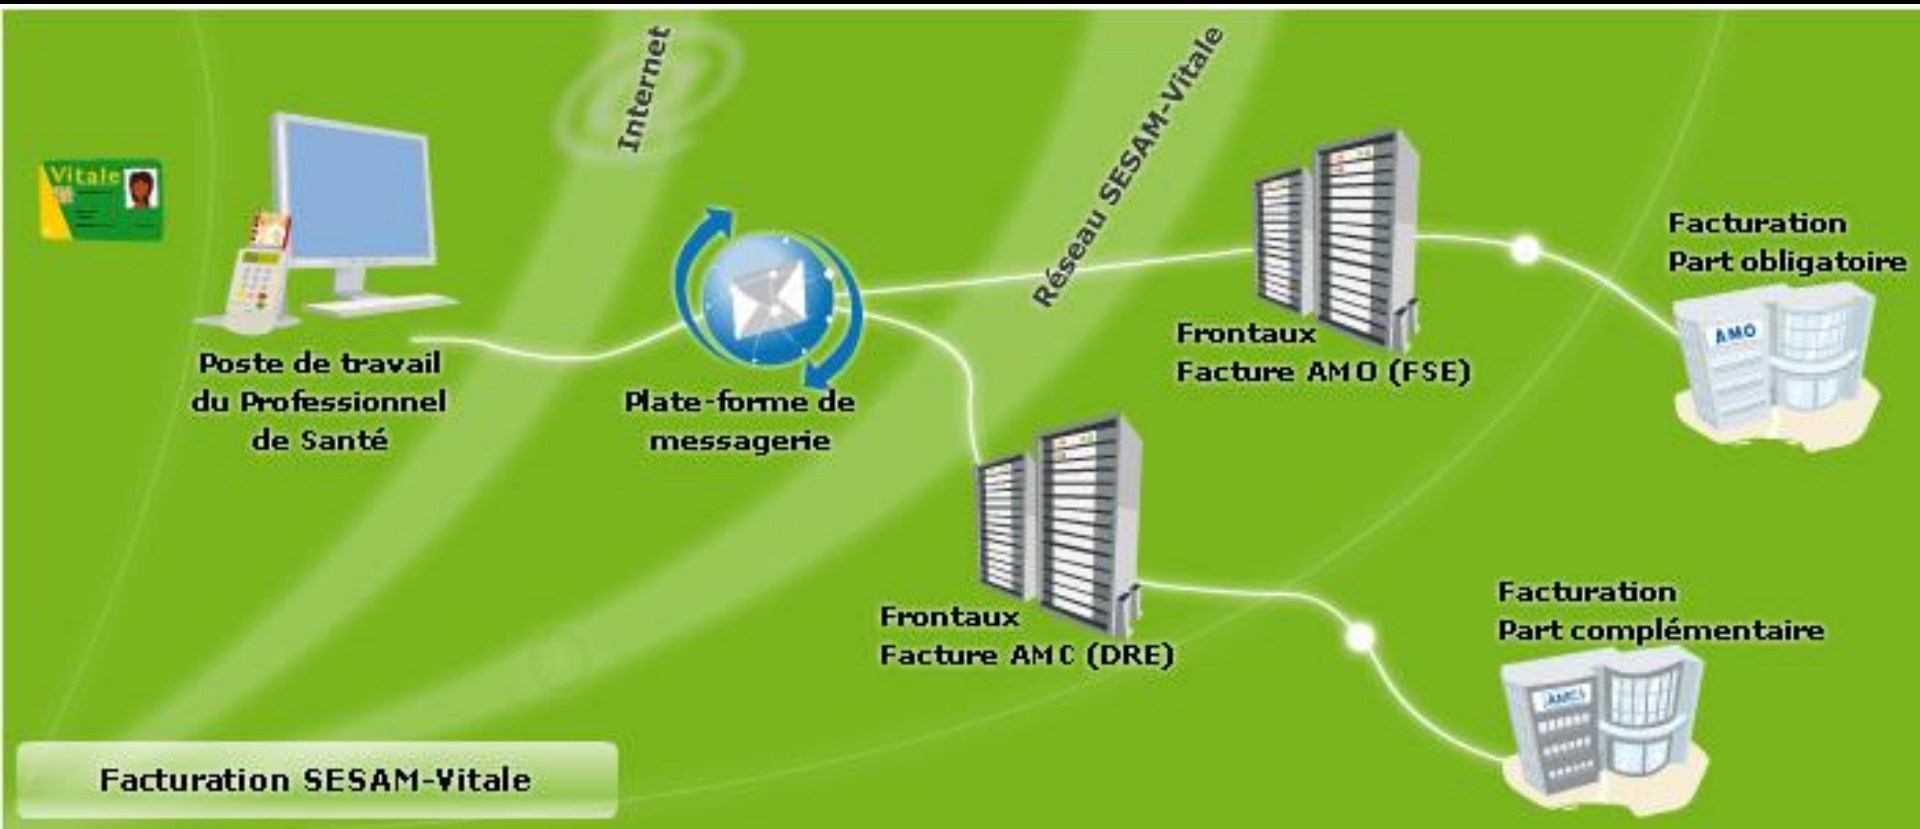 Internet
Réseau SESAM-Vitale
Vitale
Poste de travail
du Professionnel
de Santé
Plate-forme de
messagerie
Frontaux
Facture AMO (FSE)
Facturation
Part obligatoire
AMO
Frontaux
Facture AMC (DRE)
Facturation
Part complémentaire
Facturation SESAM-Vitale